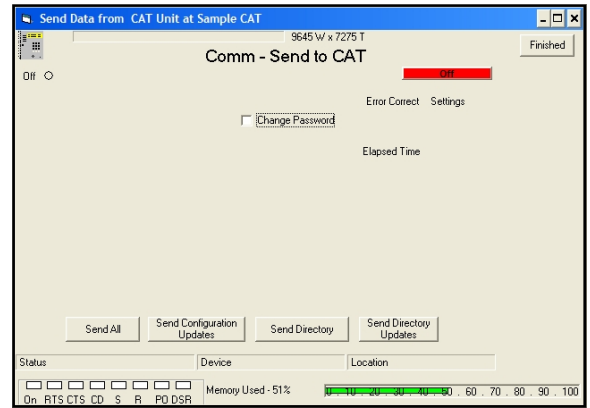 Send Data from CAT Unit at Sample CAT
9645 W x 7275 T
Finished
Comm - Send to CAT
Off
Off
Error Correct Settings
Change Password
Elapsed Time
Send All
Send Configuration
Updates
Send Directory
Send Directory
Updates
Status Device Location
Memory Used - 51%
0 . 10 . 20 . 30 . 40 . 50 . 60 . 70 . 80 . 90 . 100
On RTS CTS CD S R PO DSR